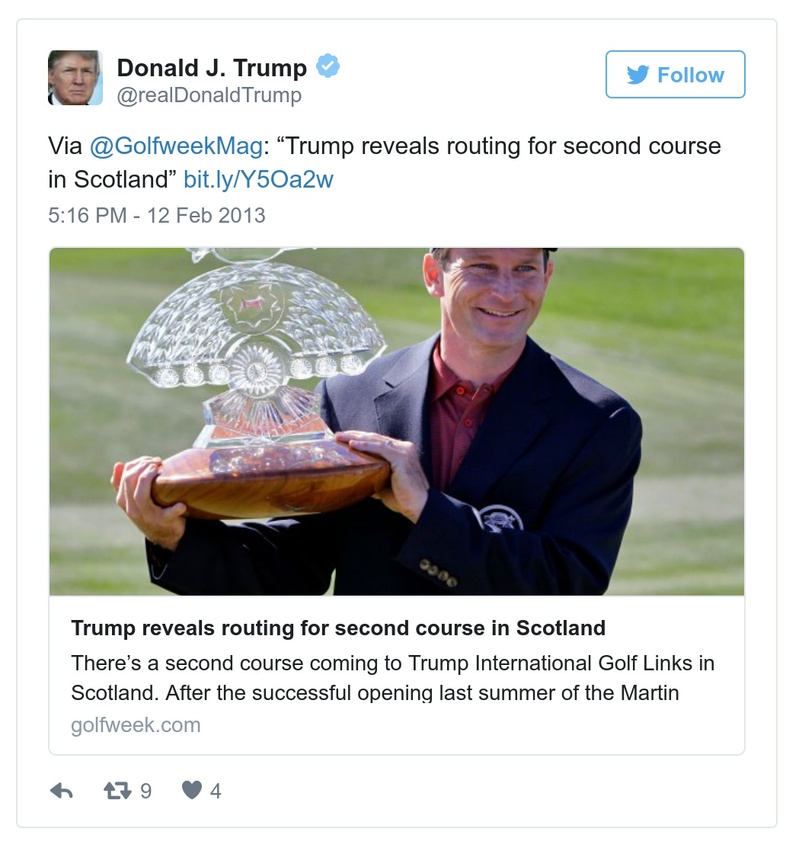 Donald J. Trump
@realDonaldTrump
Follow
Via @GolfweekMag: “Trump reveals routing for second course
in Scotland” bit.ly/Y5Oa2w
5:16 PM - 12 Feb 2013
Trump reveals routing for second course in Scotland
There’s a second course coming to Trump International Golf Links in
Scotland. After the successful opening last summer of the Martin
golfweek.com
9
4